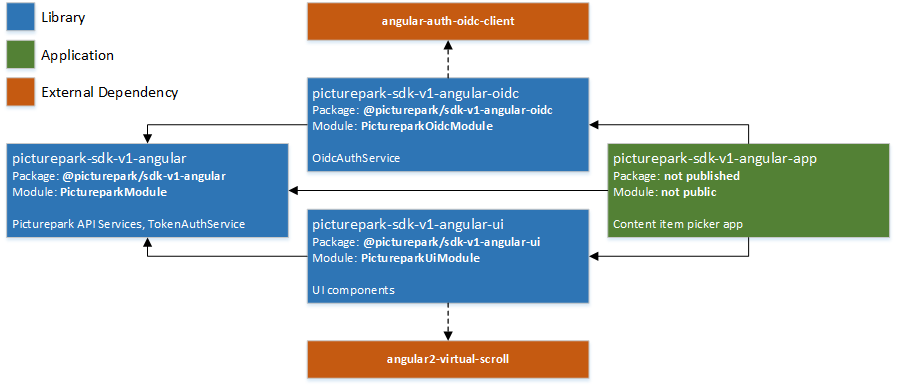 Library
Application
External Dependency
angular-auth-oidc-client
picturepark-sdk-v1-angular-oidc
Package: @picturepark/sdk-v1-angular-oidc
Module: PictureparkOidcModule
OidcAuthService
picturepark-sdk-v1-angular
Package: @picturepark/sdk-v1-angular
Module: PictureparkModule
Picturepark API Services, TokenAuthService
picturepark-sdk-v1-angular-app
Package: not published
Module: not public
Content item picker app
picturepark-sdk-v1-angular-ui
Package: @picturepark/sdk-v1-angular-ui
Module: PictureparkUiModule
UI components
angular2-virtual-scroll